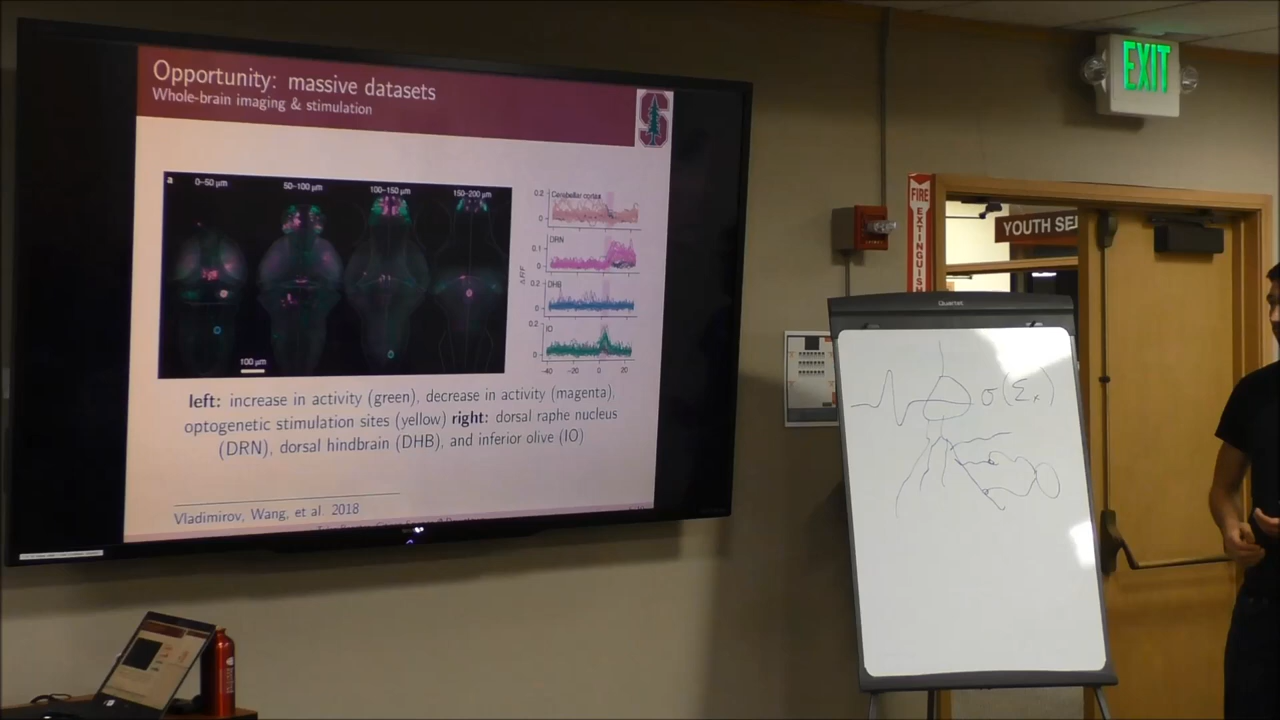 Opportunity: massive datasets
Whole-brain imaging & stimulation
S
a
0–50 µm
50–100 µm
100–150 µm
150–200 µm
100 µm
0.2
Cerebellar cortex
0
DRN
0.1
0
ΔF/F
0.2
DHB
0
IO
0.2
0
-40
-20
0
20
left: increase in activity (green), decrease in activity (magenta),
optogenetic stimulation sites (yellow) right: dorsal raphe nucleus
(DRN), dorsal hindbrain (DHB), and inferior olive (IO)
Vladimirov, Wang, et al. 2018
EXIT
FIRE
EXTINGUISH
YOUTH SE
Quartet
σ(Σx)